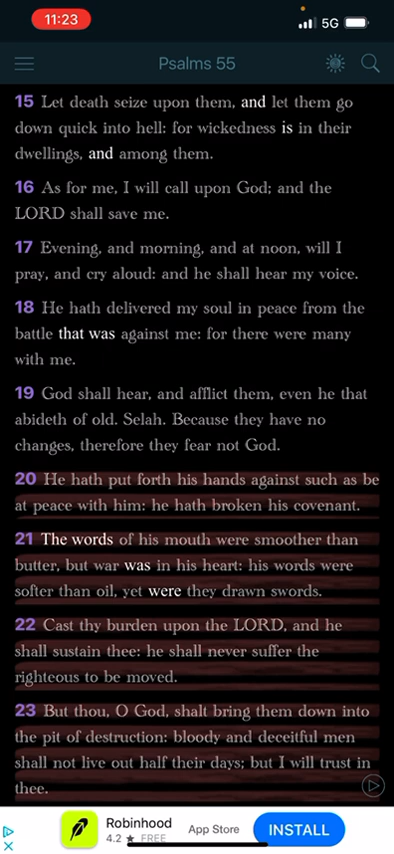 11:23
5G
Psalms 55
15 Let death seize upon them, and let them go
down quick into hell: for wickedness is in their
dwellings, and among them.
16 As for me, I will call upon God; and the
LORD shall save me.
17 Evening, and morning, and at noon, will I
pray, and cry aloud: and he shall hear my voice.
18 He hath delivered my soul in peace from the
battle that was against me: for there were many
with me.
19 God shall hear, and afflict them, even he that
abideth of old. Selah. Because they have no
changes, therefore they fear not God.
20 He hath put forth his hands against such as be
at peace with him: he hath broken his covenant.
21 The words of his mouth were smoother than
butter, but war was in his heart: his words were
softer than oil, yet were they drawn swords.
22 Cast thy burden upon the LORD, and he
shall sustain thee: he shall never suffer the
righteous to be moved.
23 But thou, O God, shalt bring them down into
the pit of destruction: bloody and deceitful men
shall not live out half their days; but I will trust in
thee.
Robinhood
4.2 ★ FREE
App Store
INSTALL